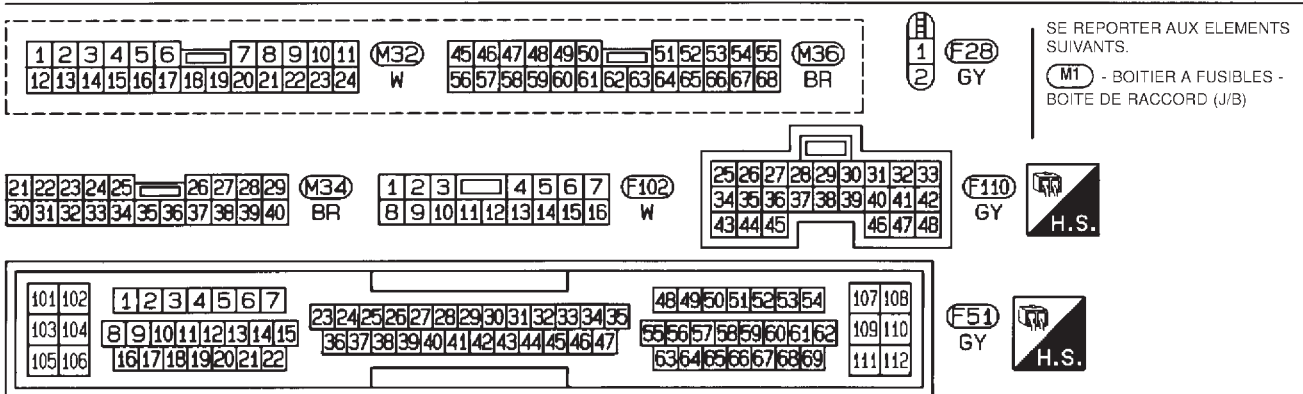 1 2 3 4 5 6 7 8 9 10 11 M32
12 13 14 15 16 17 18 19 20 21 22 23 24 W
45 46 47 48 49 50 51 52 53 54 55 M36
56 57 58 59 60 61 62 63 64 65 66 67 68 BR
1 F28
2 GY
SE REPORTER AUX ELEMENTS
SUIVANTS.
M1 - BOITIER A FUSIBLES -
BOITE DE RACCORD (J/B)
21 22 23 24 25 26 27 28 29 M34
30 31 32 33 34 35 36 37 38 39 40 BR
1 2 3 4 5 6 7 F102
8 9 10 11 12 13 14 15 16 W
25 26 27 28 29 30 31 32 33 F110
34 35 36 37 38 39 40 41 42 GY
43 44 45 46 47 48
H.S.
101 102
103 104
105 106
1 2 3 4 5 6 7
8 9 10 11 12 13 14 15
16 17 18 19 20 21 22
23 24 25 26 27 28 29 30 31 32 33 34 35
36 37 38 39 40 41 42 43 44 45 46 47
48 49 50 51 52 53 54
55 56 57 58 59 60 61 62
63 64 65 66 67 68 69
107 108
109 110
111 112
F51
GY
H.S.